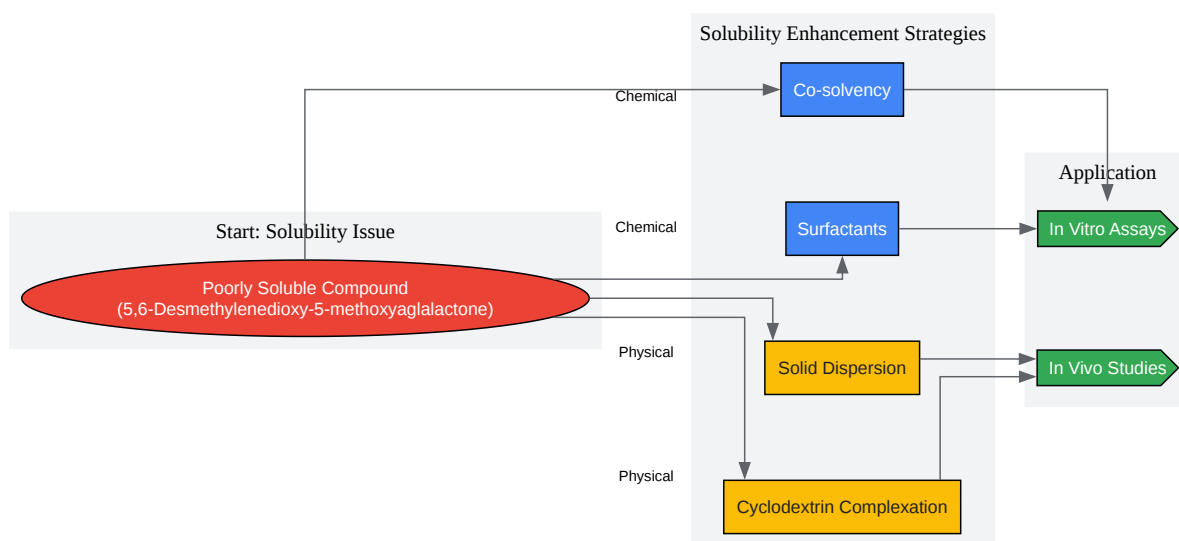 Solubility Enhancement Strategies
Co-solvency
Chemical
Application
Surfactants
Chemical
In Vitro Assays
Start: Solubility Issue
Poorly Soluble Compound
(5,6-Desmethylenedioxy-5-methoxyaglalactone)
Physical
Solid Dispersion
In Vivo Studies
Physical
Cyclodextrin Complexation